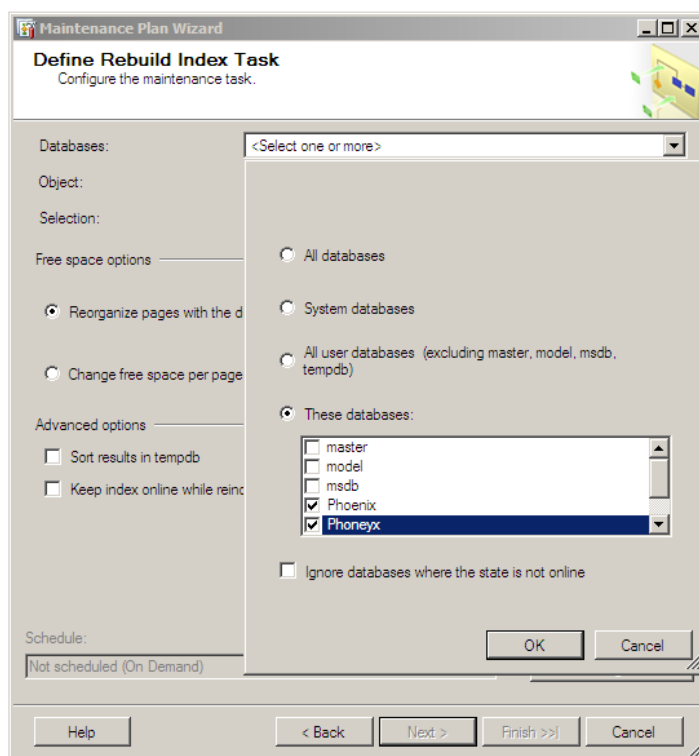 Maintenance Plan Wizard
Define Rebuild Index Task
Configure the maintenance task.
Databases:
<Select one or more>
Object:
Selection:
Free space options
Reorganize pages with the d
Change free space per page
Advanced options
Sort results in tempdb
Keep index online while reind
All databases
System databases
All user databases (excluding master, model, msdb,
tempdb)
These databases:
master
model
msdb
Phoenix
Phoneyx
Ignore databases where the state is not online
OK
Cancel
Schedule:
Not scheduled (On Demand)
Help
< Back
Next >
Finish >>|
Cancel